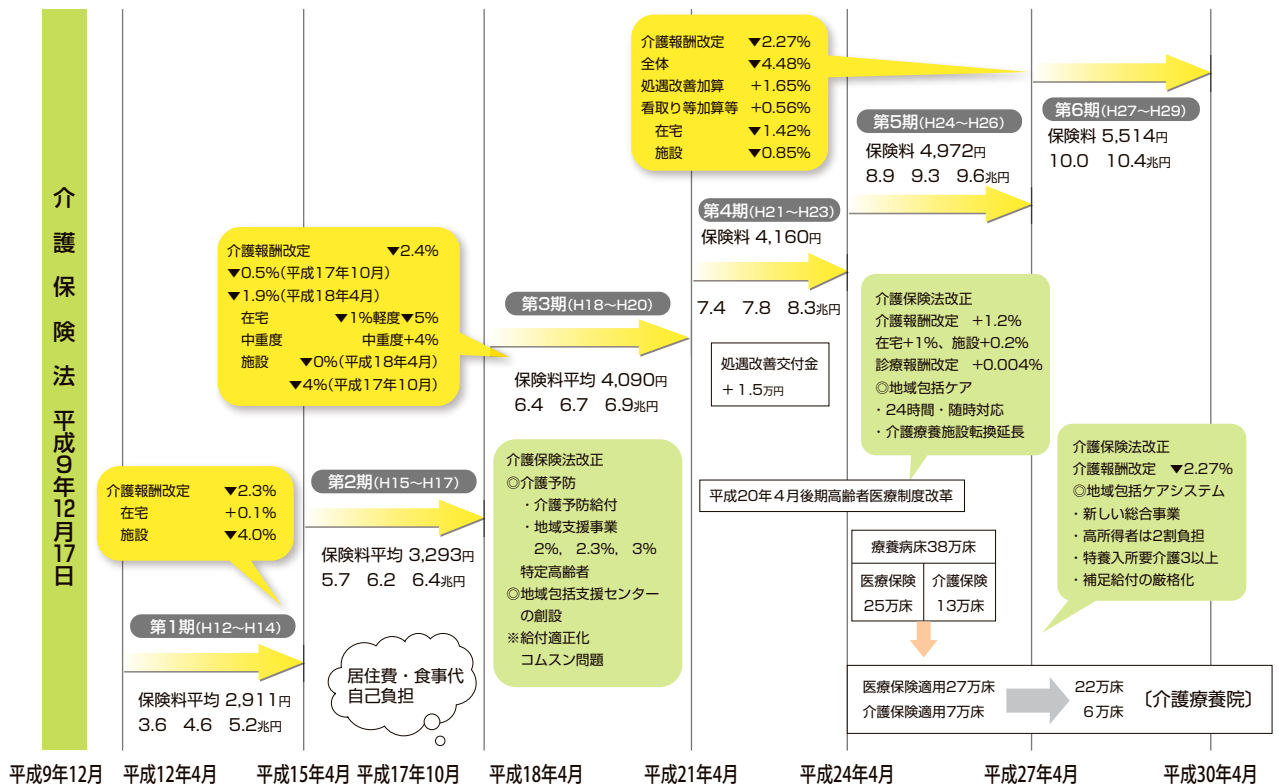 介護保険法 平成9年12月17日
介護報酬改定 ▼2.3%
在宅 +0.1%
施設 ▼4.0%
第1期(H12～H14)
保険料平均 2,911円
3.6 4.6 5.2兆円
介護報酬改定 ▼2.4%
▼0.5%(平成17年10月)
▼1.9%(平成18年4月)
在宅 ▼1%軽度▼5%
中重度 中重度+4%
施設 ▼0%(平成18年4月)
▼4%(平成17年10月)
第2期(H15～H17)
保険料平均 3,293円
5.7 6.2 6.4兆円
居住費・食事代
自己負担
第3期(H18～H20)
保険料平均 4,090円
6.4 6.7 6.9兆円
介護保険法改正
◎介護予防
・介護予防給付
・地域支援事業
2%, 2.3%, 3%
特定高齢者
◎地域包括支援センター
の創設
※給付適正化
コムスン問題
介護報酬改定 ▼2.27%
全体 ▼4.48%
処遇改善加算 +1.65%
看取り等加算等 +0.56%
在宅 ▼1.42%
施設 ▼0.85%
第4期(H21～H23)
保険料 4,160円
7.4 7.8 8.3兆円
処遇改善交付金
+1.5万円
平成20年4月後期高齢者医療制度改革
第5期(H24～H26)
保険料 4,972円
8.9 9.3 9.6兆円
介護保険法改正
介護報酬改定 +1.2%
在宅+1%、施設+0.2%
診療報酬改定 +0.004%
◎地域包括ケア
・24時間・随時対応
・介護療養施設転換延長
療養病床38万床
医療保険 介護保険
25万床 13万床
第6期(H27～H29)
保険料 5,514円
10.0 10.4兆円
介護保険法改正
介護報酬改定 ▼2.27%
◎地域包括ケアシステム
・新しい総合事業
・高所得者は2割負担
・特養入所要介護3以上
・補足給付の厳格化
医療保険適用27万床 22万床
介護保険適用7万床 6万床
〔介護療養院〕
平成9年12月 平成12年4月 平成15年4月 平成17年10月 平成18年4月 平成21年4月 平成24年4月 平成27年4月 平成30年4月